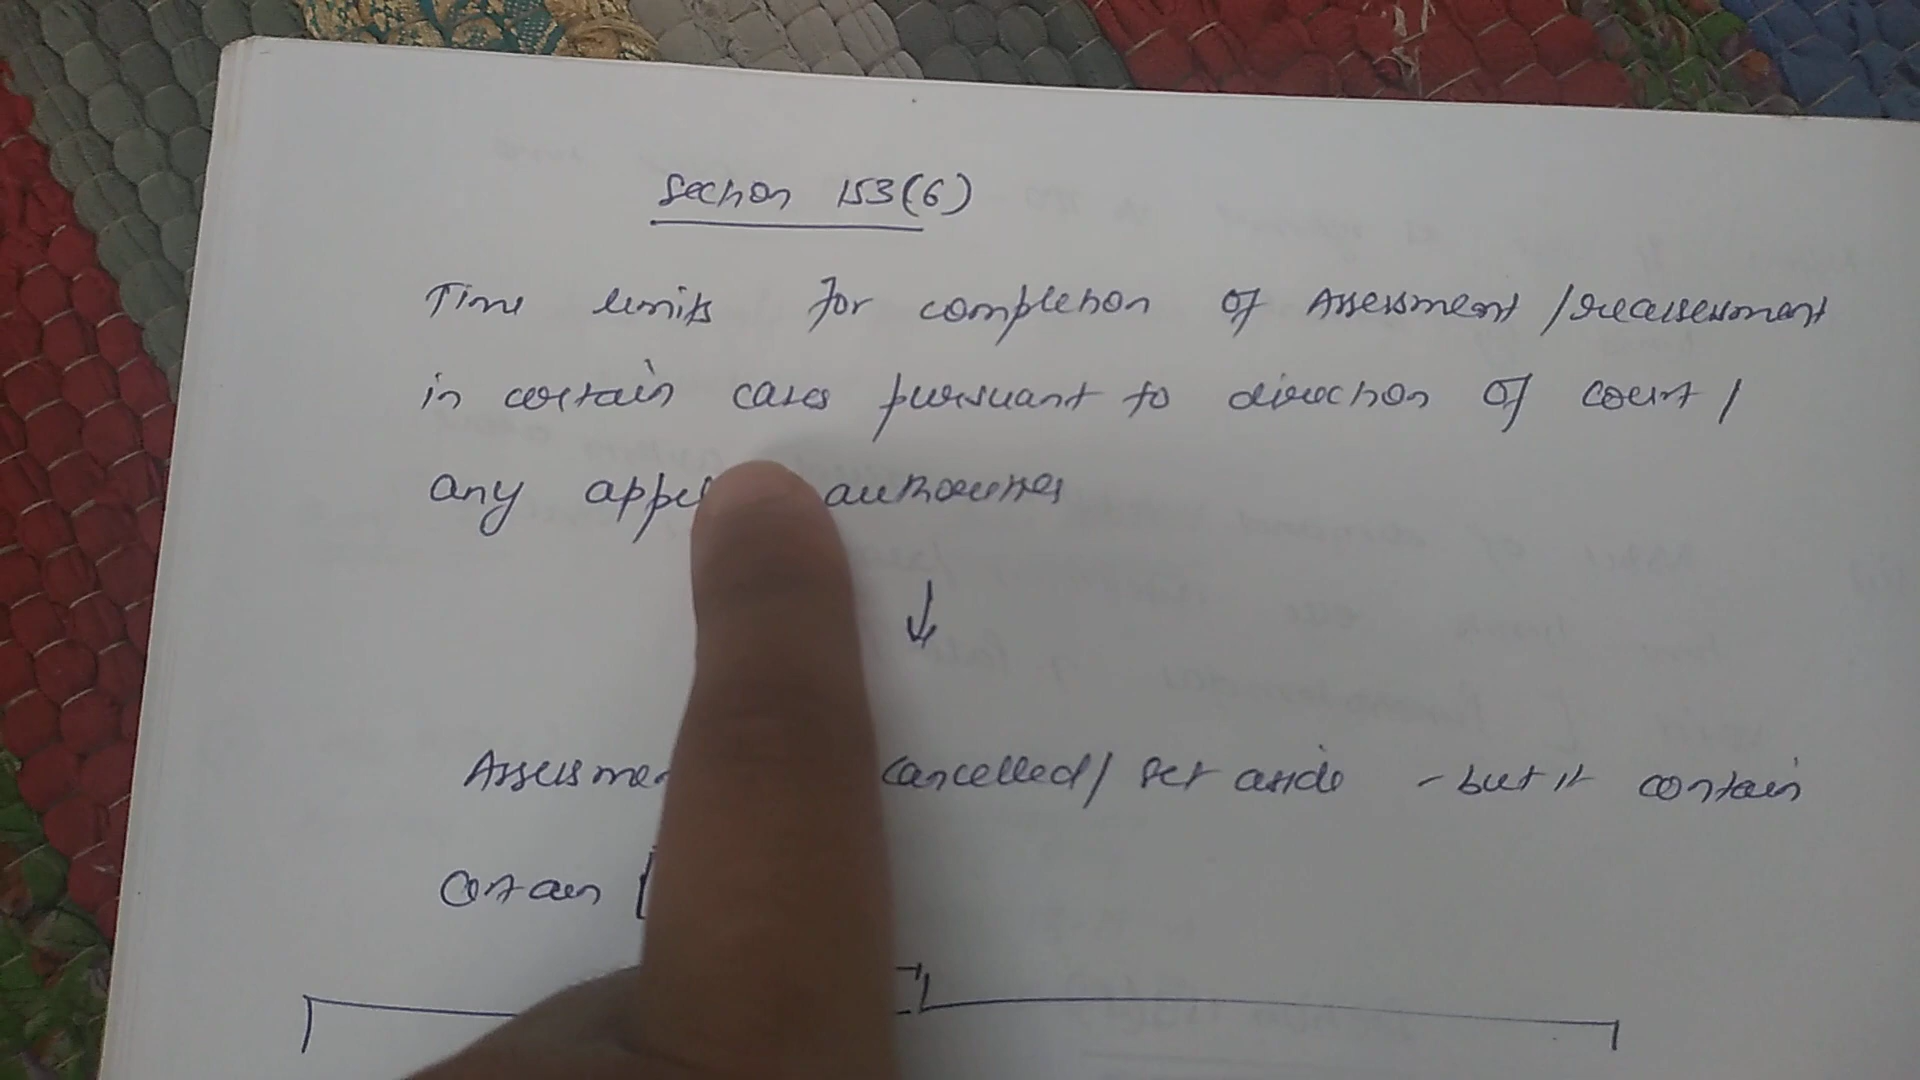 Section 153(6)
Time limits for completion of Assessment / reassessment
in certain cases pursuant to direction of court /
any authorities
cancelled / set aside - but it contain
certain